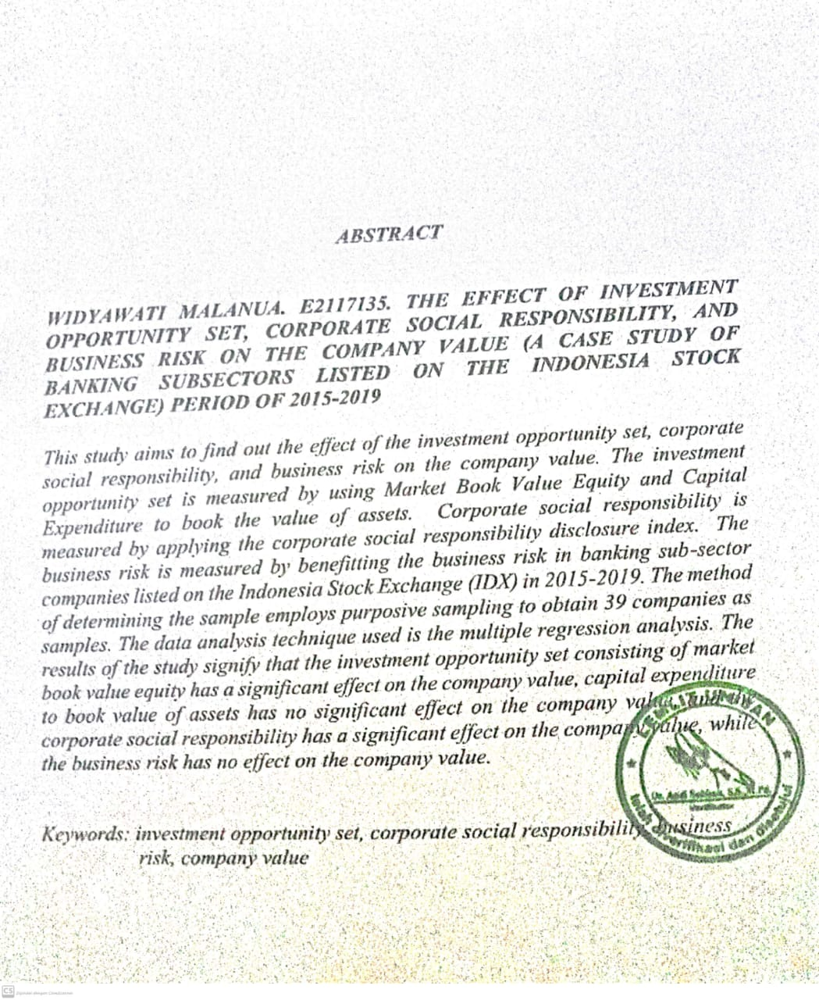 ABSTRACT
WIDYAWATI MALANUA. E2117135. THE EFFECT OF INVESTMENT
OPPORTUNITY SET, CORPORATE SOCIAL RESPONSIBILITY, AND
BUSINESS RISK ON THE COMPANY VALUE (A CASE STUDY OF
BANKING SUBSECTORS LISTED ON THE INDONESIA STOCK
EXCHANGE) PERIOD OF 2015-2019
This study aims to find out the effect of the investment opportunity set, corporate
social responsibility, and business risk on the company value. The investment
opportunity set is measured by using Market Book Value Equity and Capital
Expenditure to book the value of assets. Corporate social responsibility is
measured by applying the corporate social responsibility disclosure index. The
business risk is measured by benefitting the business risk in banking sub-sector
companies listed on the Indonesia Stock Exchange (IDX) in 2015-2019. The method
of determining the sample employs purposive sampling to obtain 39 companies as
samples. The data analysis technique used is the multiple regression analysis. The
results of the study signify that the investment opportunity set consisting of market
book value equity has a significant effect on the company value, capital expenditure
to book value of assets has no significant effect on the company value, and the
corporate social responsibility has a significant effect on the company value, while
the business risk has no effect on the company value.
Keywords: investment opportunity set, corporate social responsibility, business
risk, company value
telah diverifikasi dan disetujui
CS